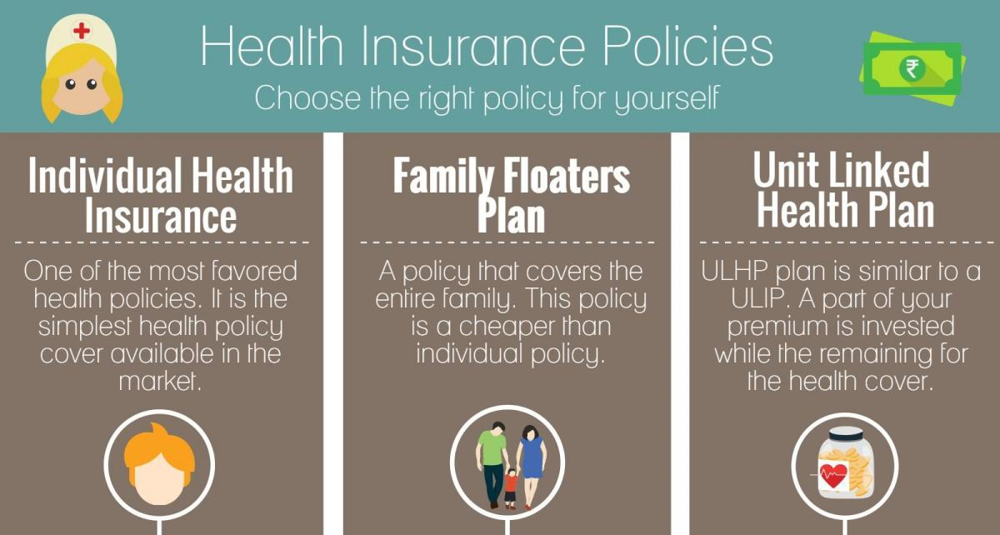 Health Insurance Policies
Choose the right policy for yourself
Individual Health
Insurance
One of the most favored
health policies. It is the
simplest health policy
cover available in the
market.
Family Floaters
Plan
A policy that covers the
entire family. This policy
is a cheaper than
individual policy.
Unit Linked
Health Plan
ULHP plan is similar to a
ULIP. A part of your
premium is invested
while the remaining for
the health cover.
₹